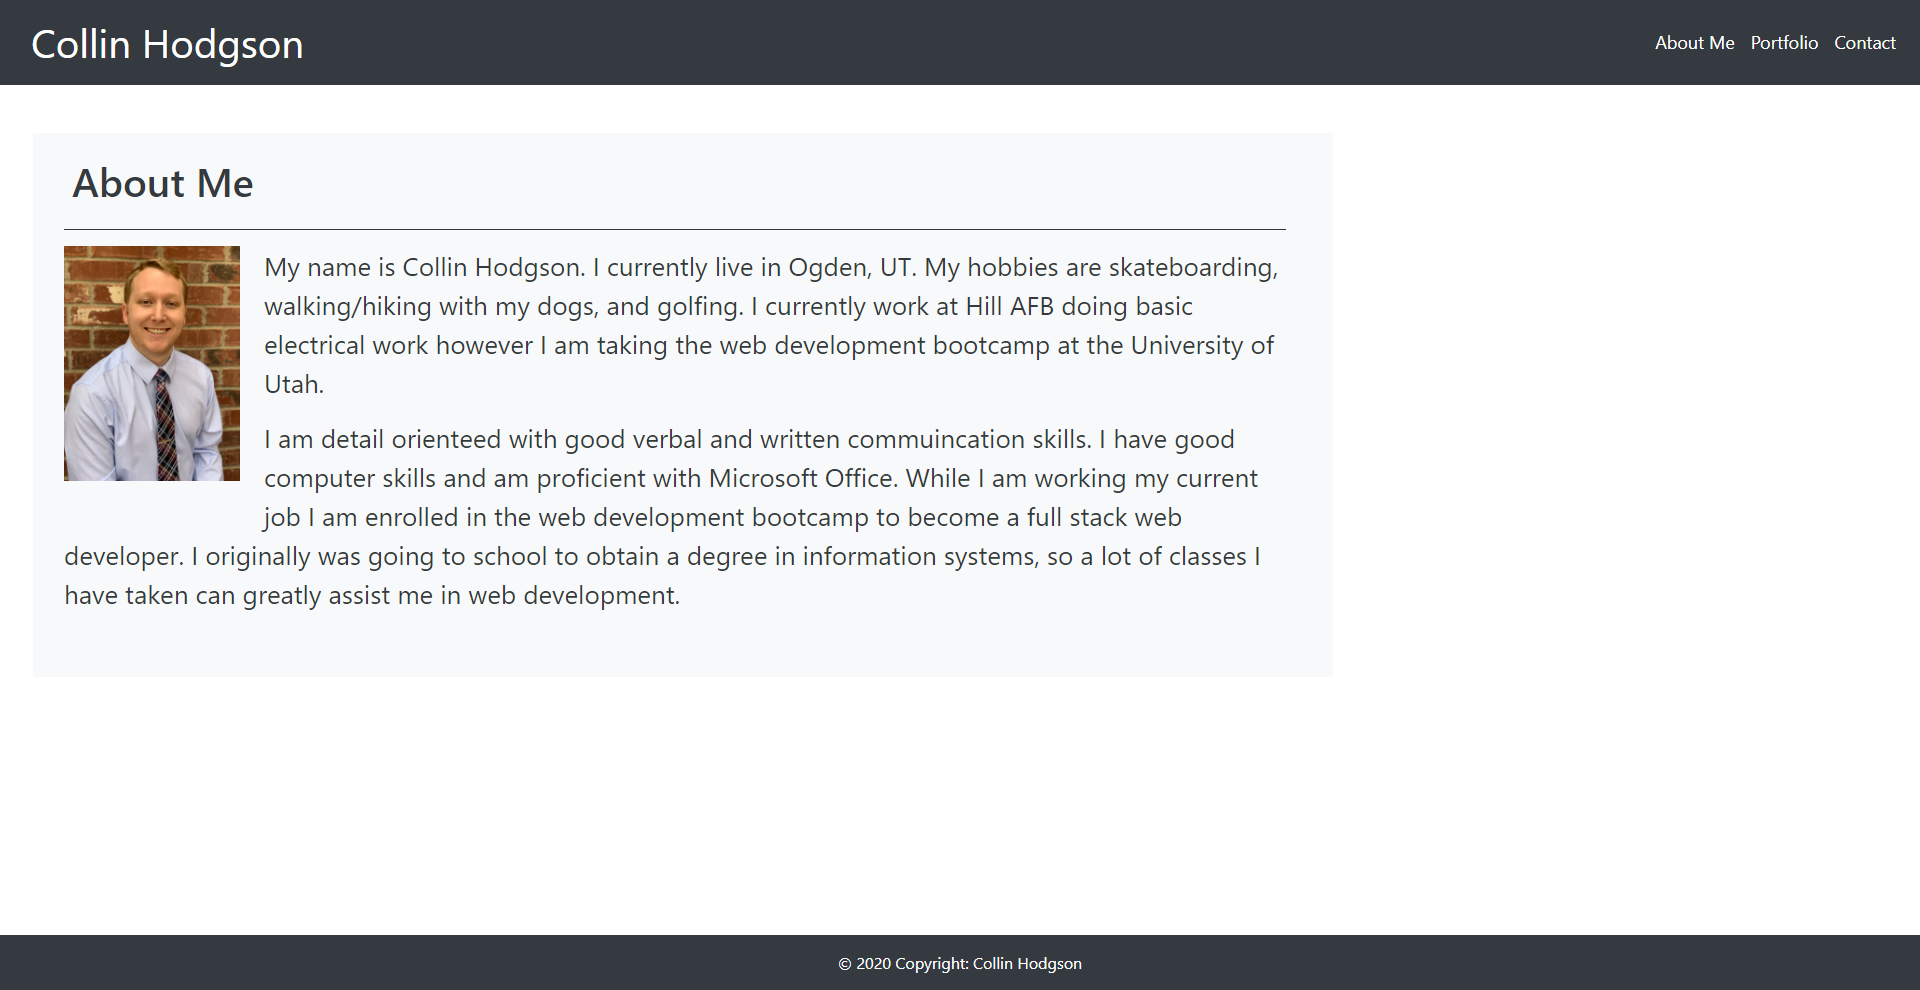 Collin Hodgson
About Me Portfolio Contact
About Me
My name is Collin Hodgson. I currently live in Ogden, UT. My hobbies are skateboarding,
walking/hiking with my dogs, and golfing. I currently work at Hill AFB doing basic
electrical work however I am taking the web development bootcamp at the University of
Utah.
I am detail orienteed with good verbal and written commuincation skills. I have good
computer skills and am proficient with Microsoft Office. While I am working my current
job I am enrolled in the web development bootcamp to become a full stack web
developer. I originally was going to school to obtain a degree in information systems, so a lot of classes I
have taken can greatly assist me in web development.
© 2020 Copyright: Collin Hodgson